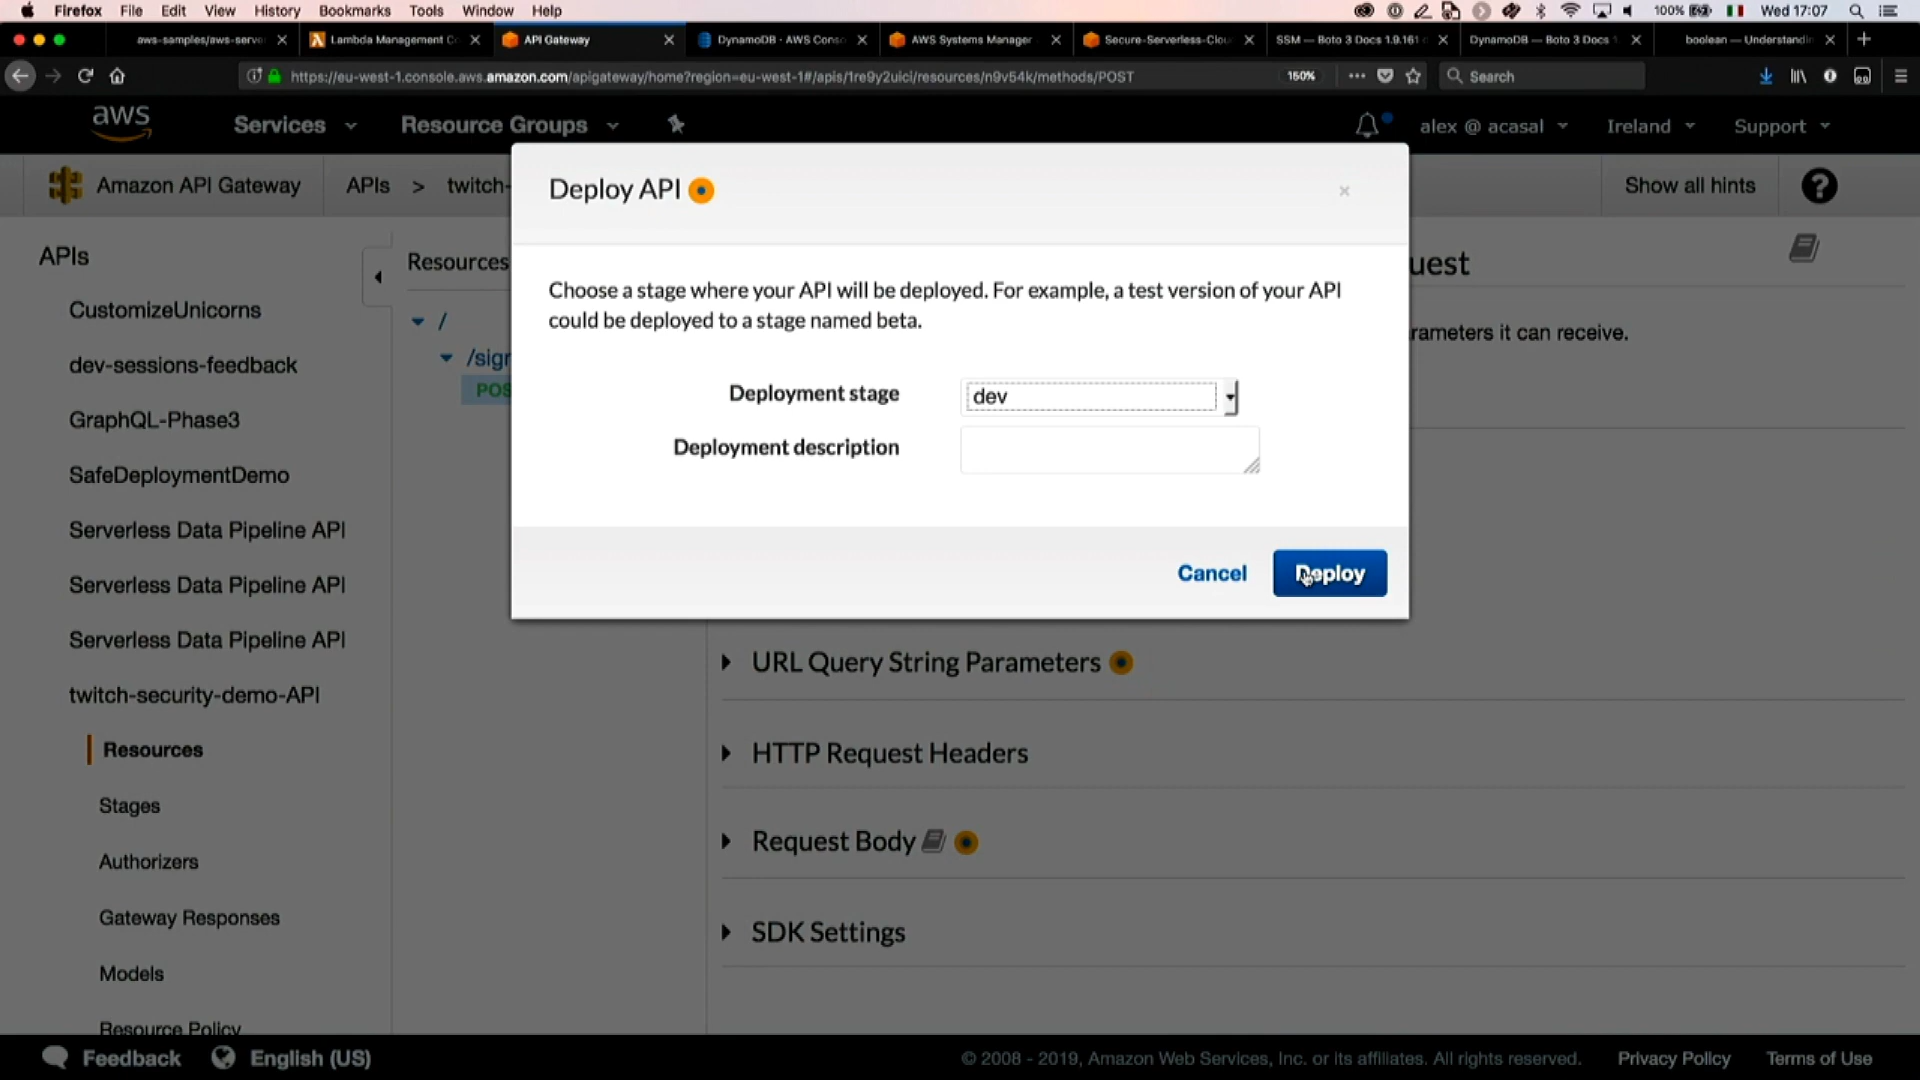 Firefox File Edit View History Bookmarks Tools Window Help 100% Wed 17:07
aws-samples/aws-serve Lambda Management Co API Gateway DynamoDB · AWS Conso AWS Systems Manager Secure-Serverless-Clou SSM — Boto 3 Docs 1.9.161 DynamoDB — Boto 3 Docs 1 boolean — Understandin
https://eu-west-1.console.aws.amazon.com/apigateway/home?region=eu-west-1#/apis/1re9y2uici/resources/n9v54k/methods/POST 150% Search
aws Services Resource Groups alex @ acasal Ireland Support
Amazon API Gateway APIs > twitch- Show all hints ?
Deploy API
APIs
Resources
uest
CustomizeUnicorns
dev-sessions-feedback
GraphQL-Phase3
SafeDeploymentDemo
Serverless Data Pipeline API
Serverless Data Pipeline API
Serverless Data Pipeline API
twitch-security-demo-API
Resources
Stages
Authorizers
Gateway Responses
Models
Resource Policy
/
/sign
POS
Choose a stage where your API will be deployed. For example, a test version of your API
could be deployed to a stage named beta.
rameters it can receive.
Deployment stage dev
Deployment description
Cancel Deploy
URL Query String Parameters
HTTP Request Headers
Request Body
SDK Settings
Feedback English (US) © 2008 - 2019, Amazon Web Services, Inc. or its affiliates. All rights reserved. Privacy Policy Terms of Use